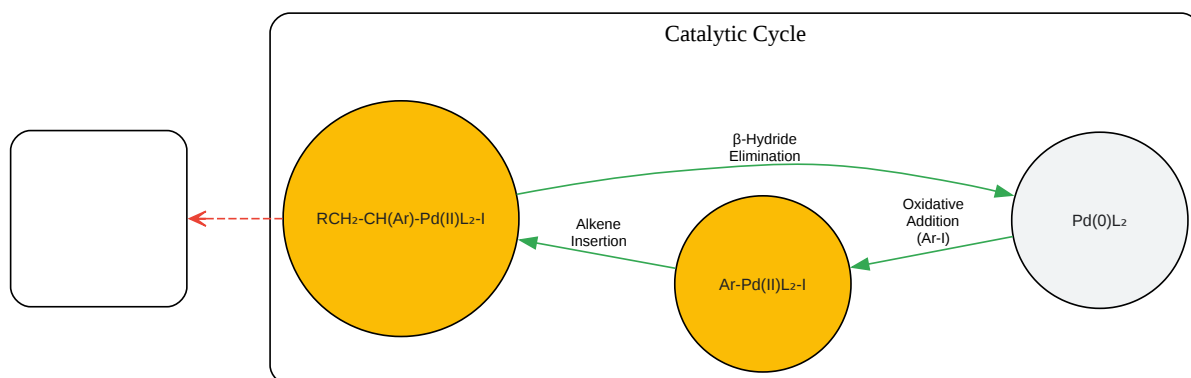 Catalytic Cycle
β-Hydride
Elimination
Oxidative
Addition
(Ar-I)
Alkene
Insertion
RCH₂-CH(Ar)-Pd(II)L₂-I
Pd(0)L₂
Ar-Pd(II)L₂-I